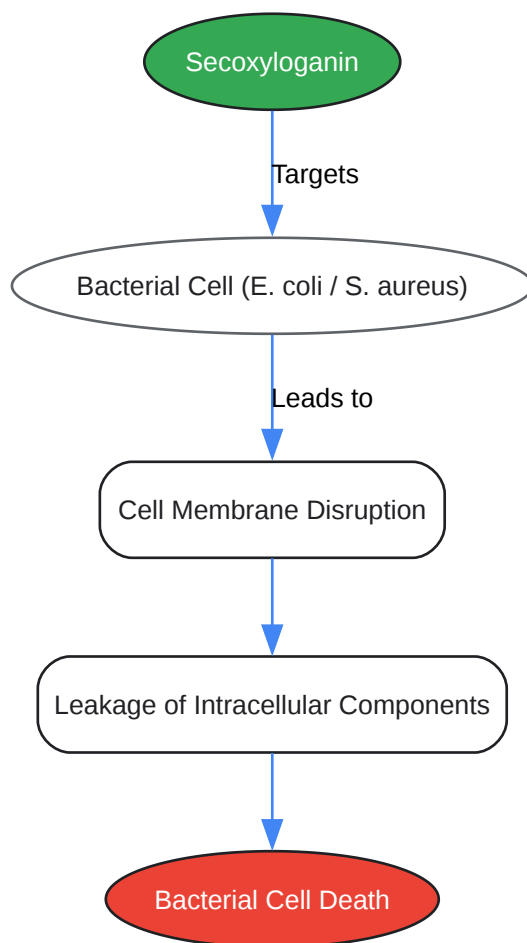 Secoxyloganin
Targets
Bacterial Cell (E. coli / S. aureus)
Leads to
Cell Membrane Disruption
Leakage of Intracellular Components
Bacterial Cell Death